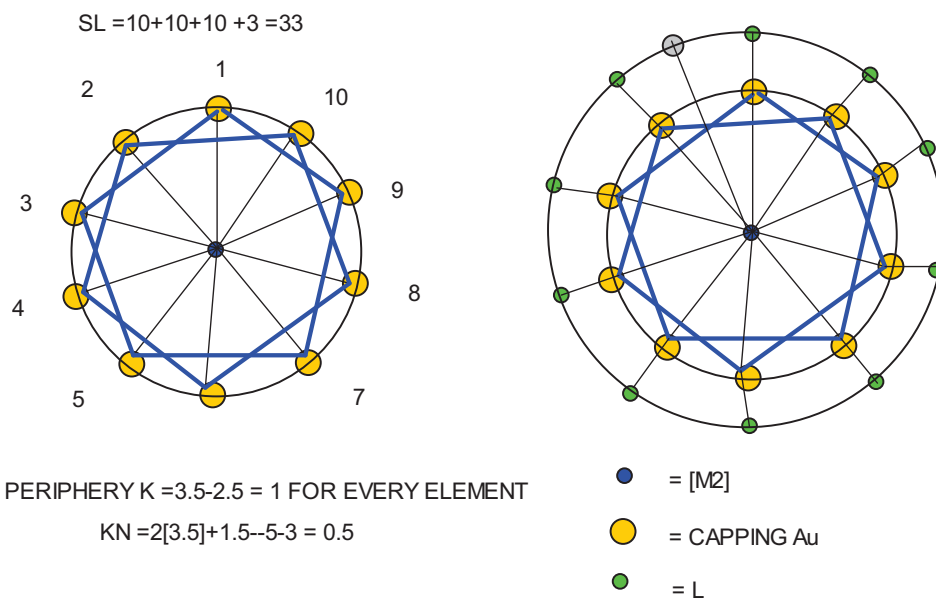 SL =10+10+10 +3 =33
1
2
10
3
9
4
8
5
7
PERIPHERY K =3.5-2.5 = 1 FOR EVERY ELEMENT
KN =2[3.5]+1.5--5-3 = 0.5
= [M2]
= CAPPING Au
= L